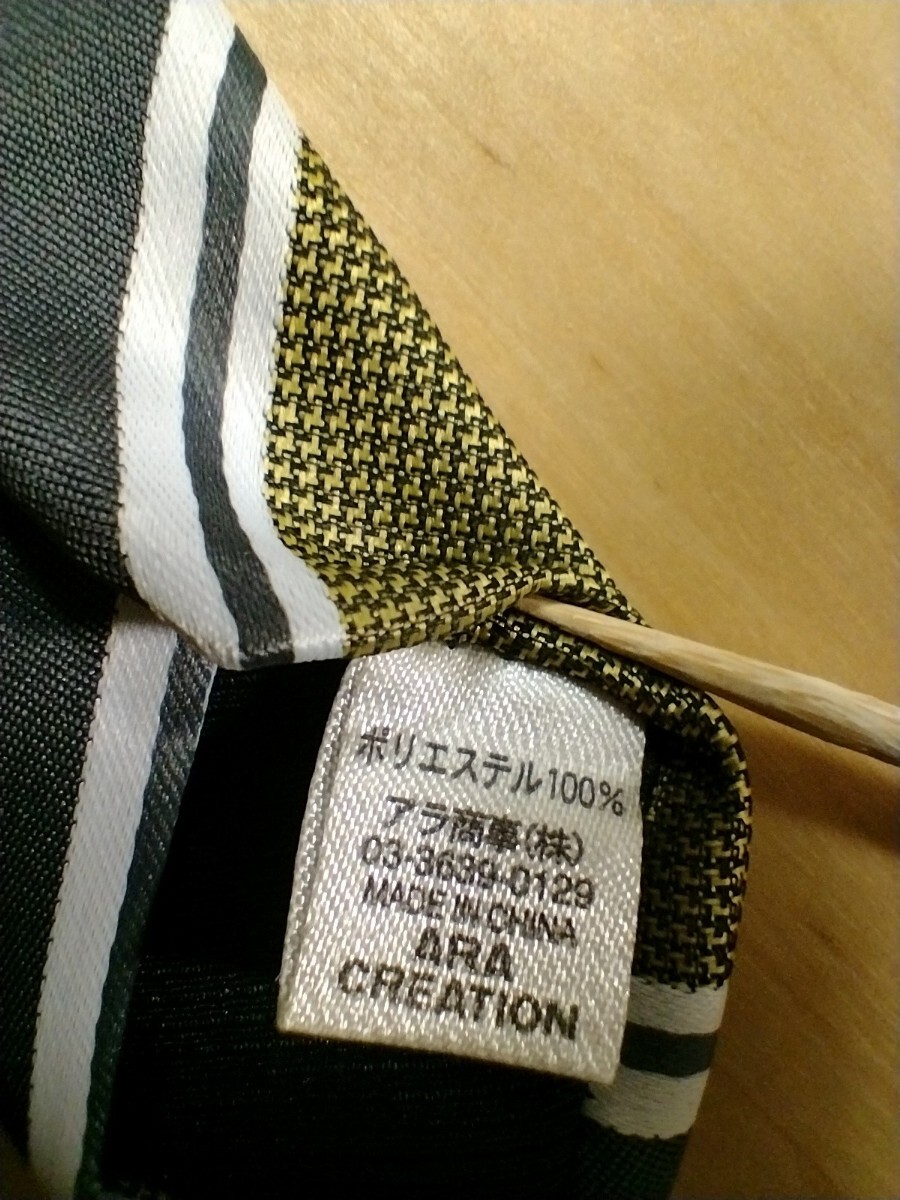 ポリエステル100%
アラ商事(株)
03-3639-0129
MADE IN CHINA
ARA
CREATION